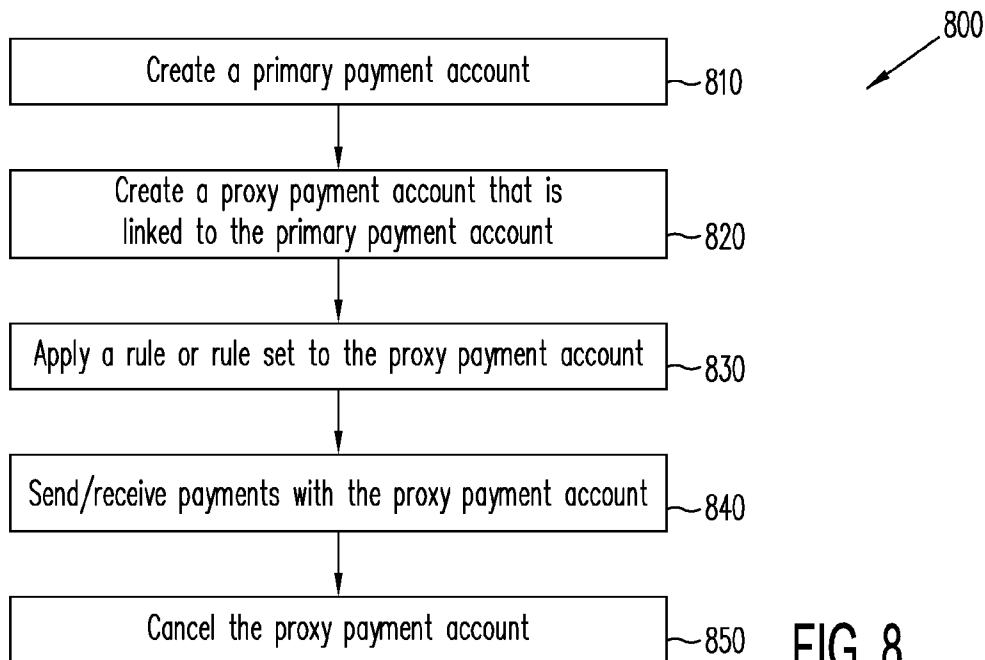 800
Create a primary payment account
810
Create a proxy payment account that is
linked to the primary payment account
820
Apply a rule or rule set to the proxy payment account
830
Send/receive payments with the proxy payment account
840
Cancel the proxy payment account
850
FIG. 8